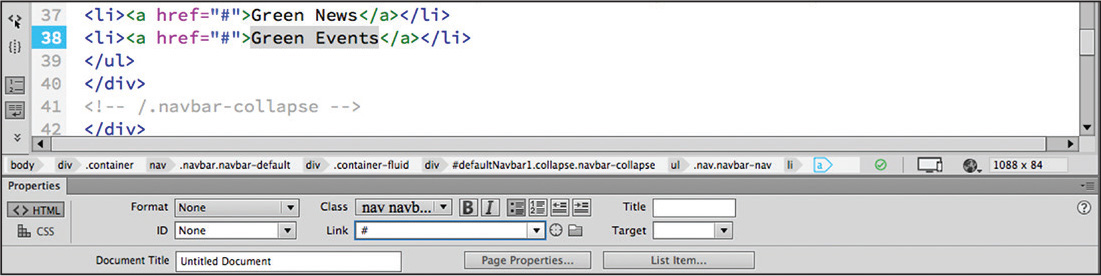 37 <li><a href="#">Green News</a></li>
38 <li><a href="#">Green Events</a></li>
39 </ul>
40 </div>
41 <!-- /.navbar-collapse -->
42 </div>
body div .container nav .navbar.navbar-default div .container-fluid div #defaultNavbar1.collapse.navbar-collapse ul .nav.navbar-nav li a 1088 x 84
Properties
<> HTML Format None Class nav navb... B I Title
CSS ID None Link # Target
Document Title Untitled Document Page Properties... List Item...